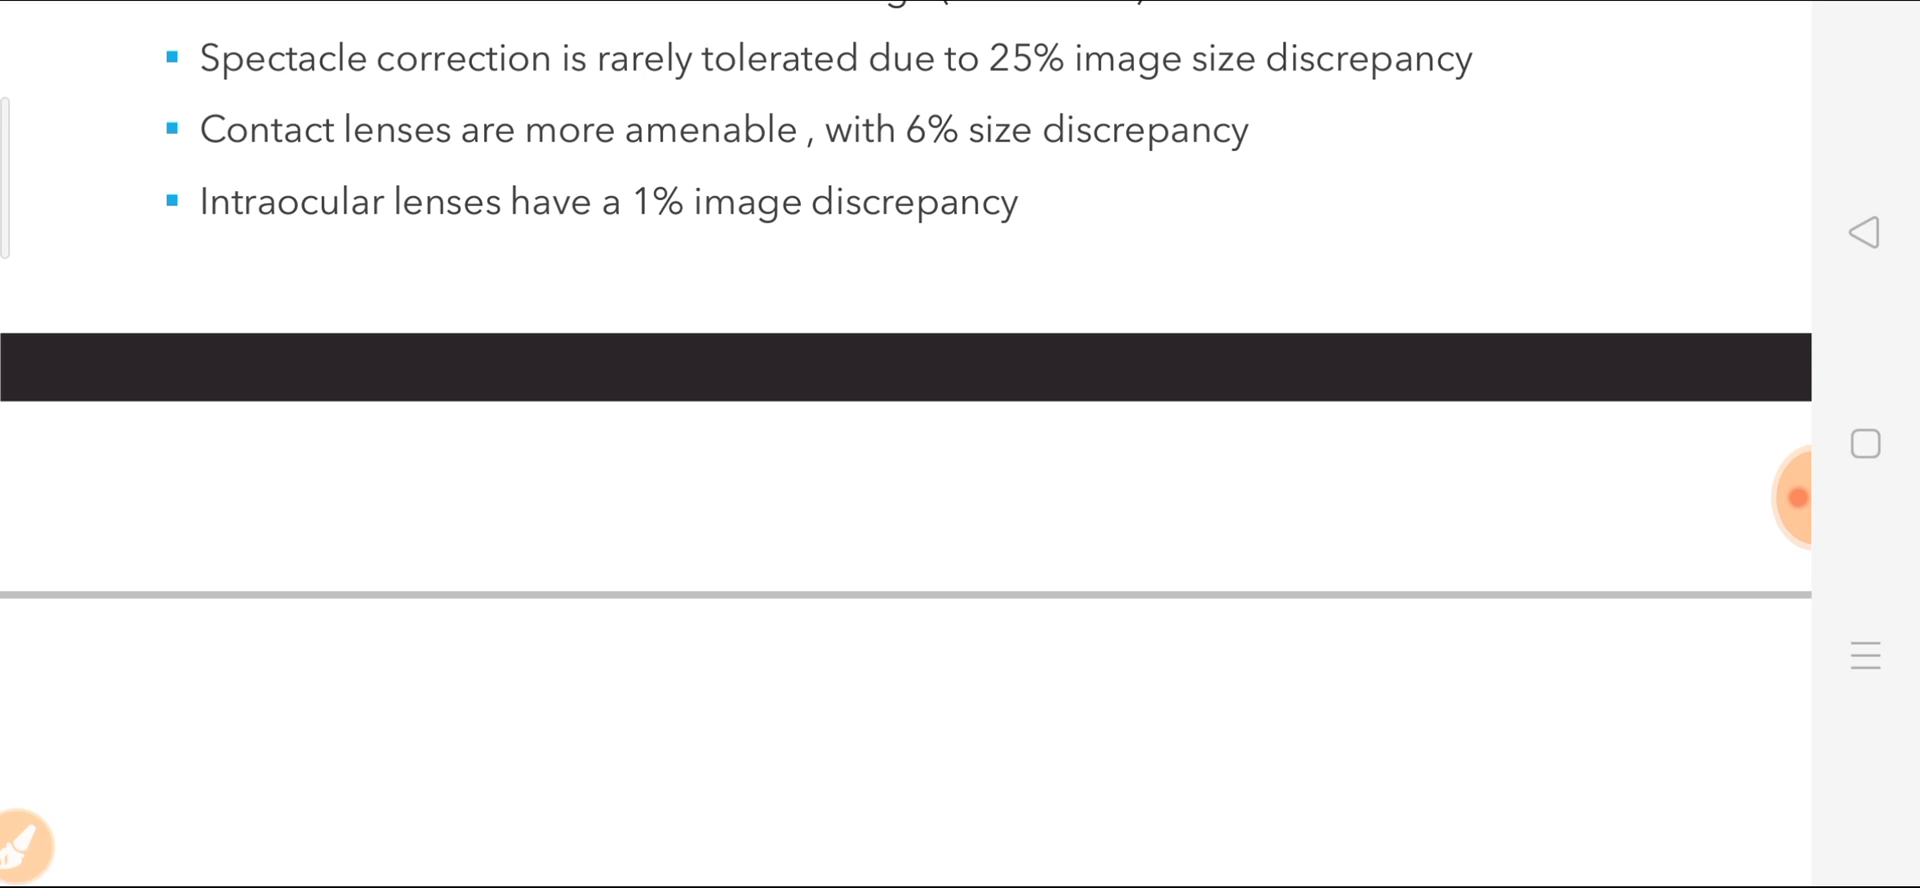 Spectacle correction is rarely tolerated due to 25% image size discrepancy
Contact lenses are more amenable , with 6% size discrepancy
Intraocular lenses have a 1% image discrepancy